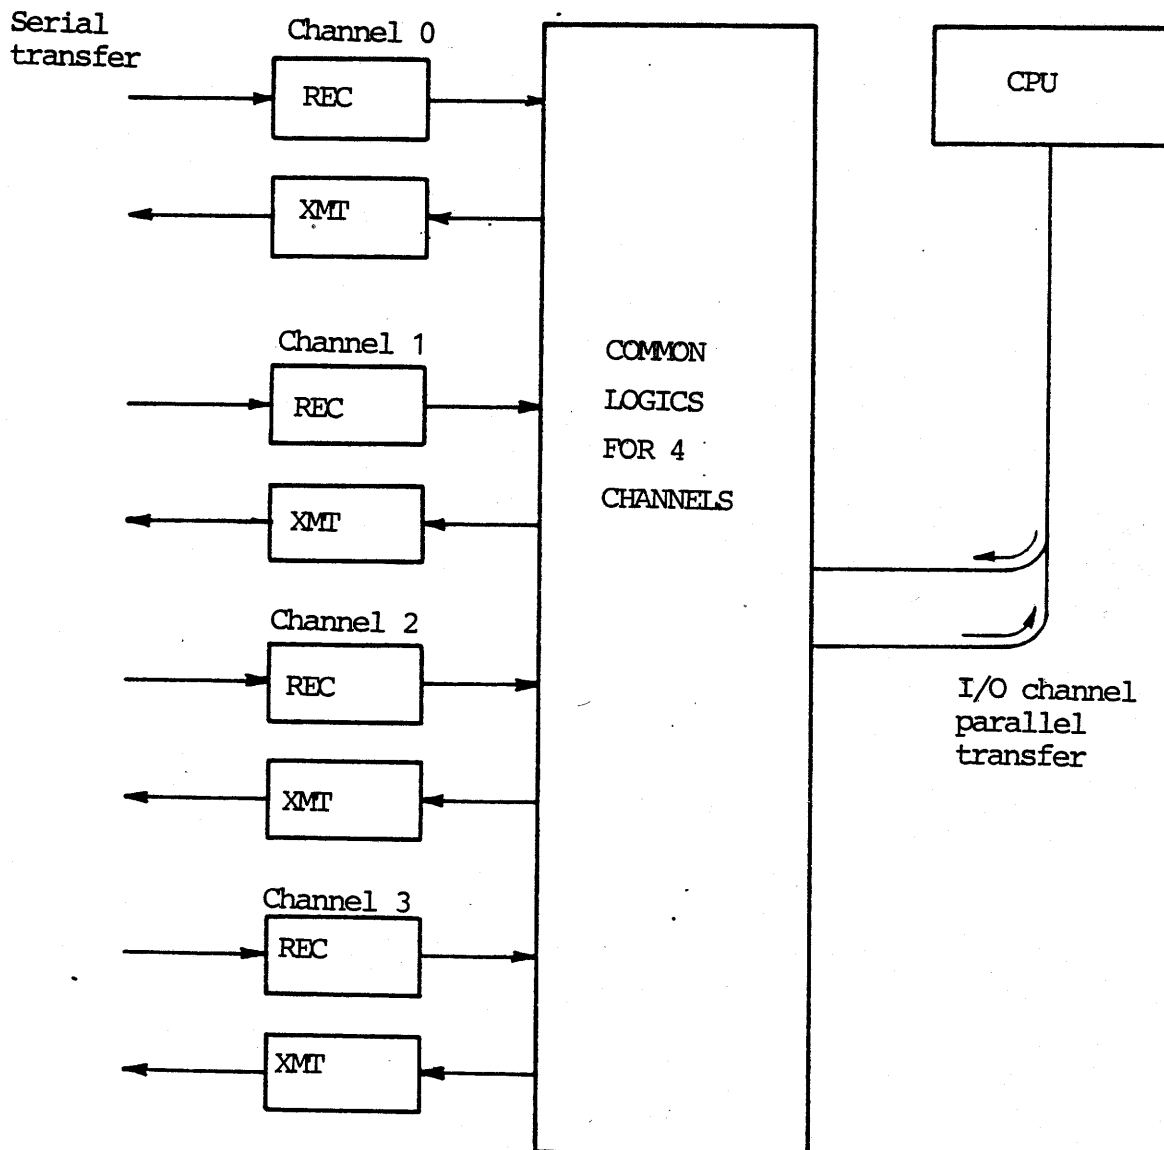 Serial
transfer
Channel 0
REC
XMT
Channel 1
REC
XMT
Channel 2
REC
XMT
Channel 3
REC
XMT
COMMON
LOGICS
FOR 4
CHANNELS
CPU
I/O channel
parallel
transfer